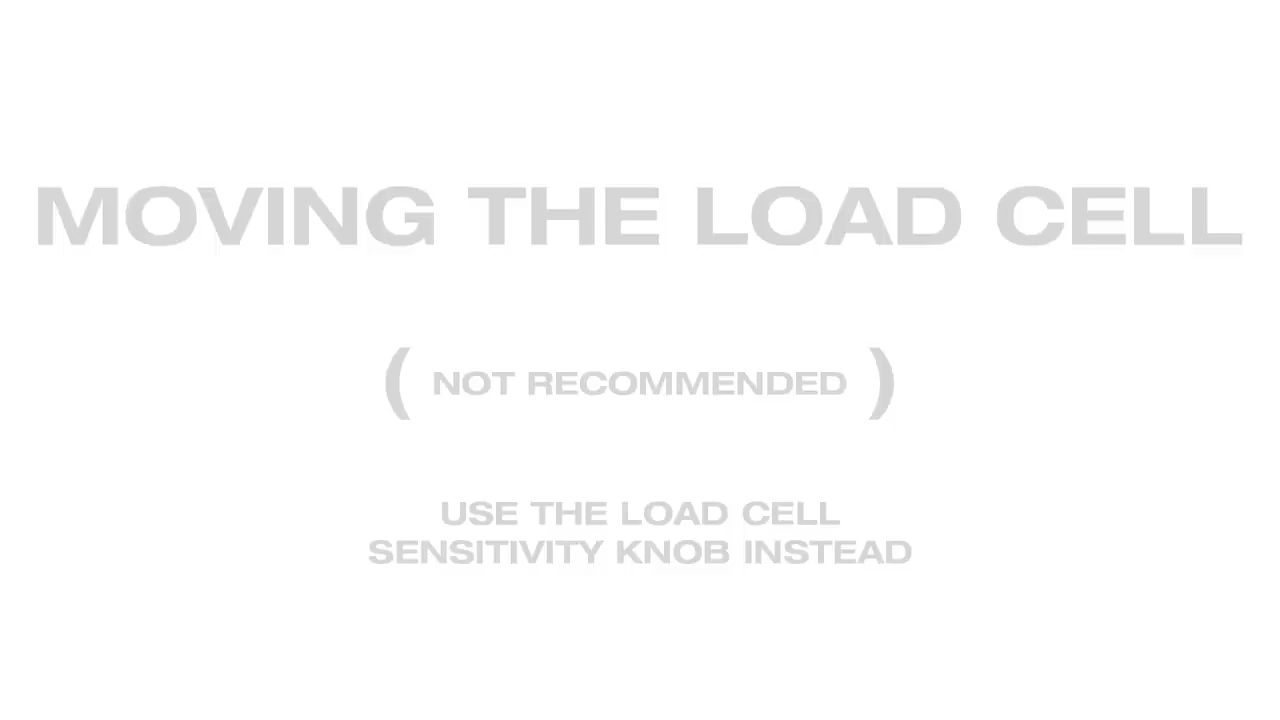 MOVING THE LOAD CELL
( NOT RECOMMENDED )
USE THE LOAD CELL
SENSITIVITY KNOB INSTEAD